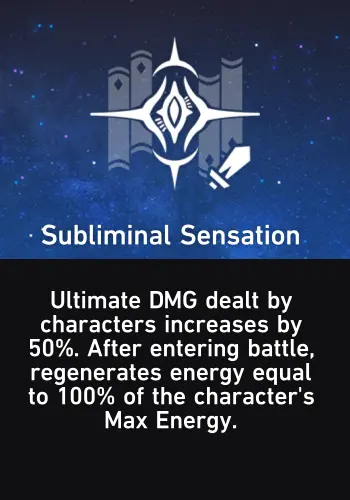 Subliminal Sensation
Ultimate DMG dealt by
characters increases by
50%. After entering battle,
regenerates energy equal
to 100% of the character's
Max Energy.